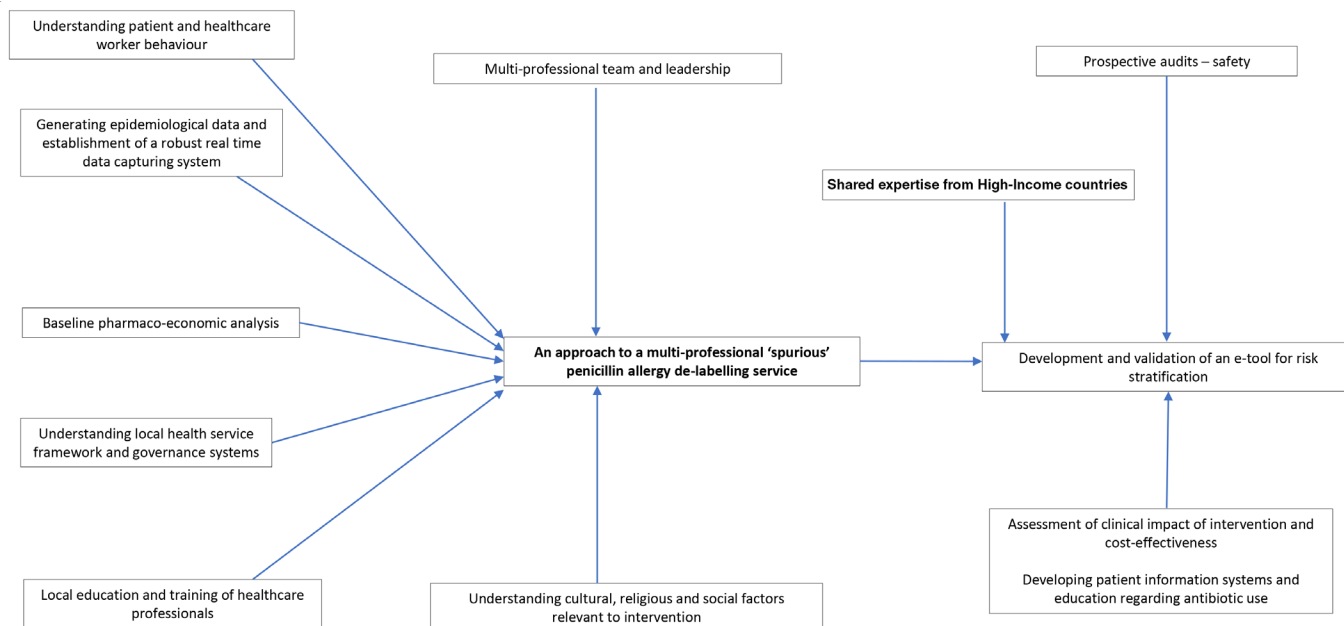 Understanding patient and healthcare
worker behaviour
Multi-professional team and leadership
Prospective audits – safety
Generating epidemiological data and
establishment of a robust real time
data capturing system
Shared expertise from High-Income countries
Baseline pharmaco-economic analysis
An approach to a multi-professional ‘spurious’
penicillin allergy de-labelling service
Development and validation of an e-tool for risk
stratification
Understanding local health service
framework and governance systems
Assessment of clinical impact of intervention and
cost-effectiveness
Developing patient information systems and
education regarding antibiotic use
Local education and training of healthcare
professionals
Understanding cultural, religious and social factors
relevant to intervention